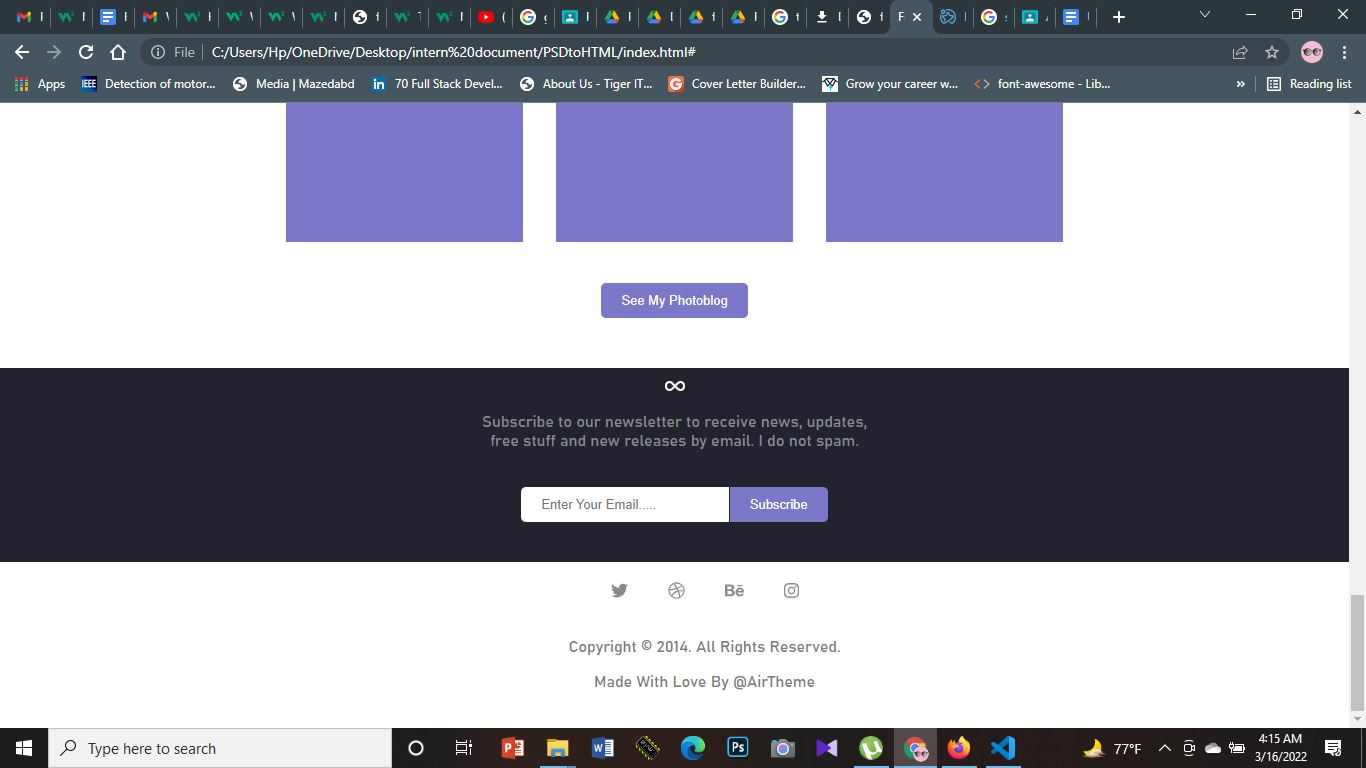 File
C:/Users/Hp/OneDrive/Desktop/intern%20document/PSDtoHTML/index.html#
Apps
IEEE
Detection of motor...
Media | Mazedabd
70 Full Stack Devel...
About Us - Tiger IT...
Cover Letter Builder...
Grow your career w...
font-awesome - Lib...
»
Reading list
See My Photoblog
Subscribe to our newsletter to receive news, updates,
free stuff and new releases by email. I do not spam.
Enter Your Email.....
Subscribe
Bē
Copyright © 2014. All Rights Reserved.
Made With Love By @AirTheme
Type here to search
Ps
77°F
4:15 AM
3/16/2022